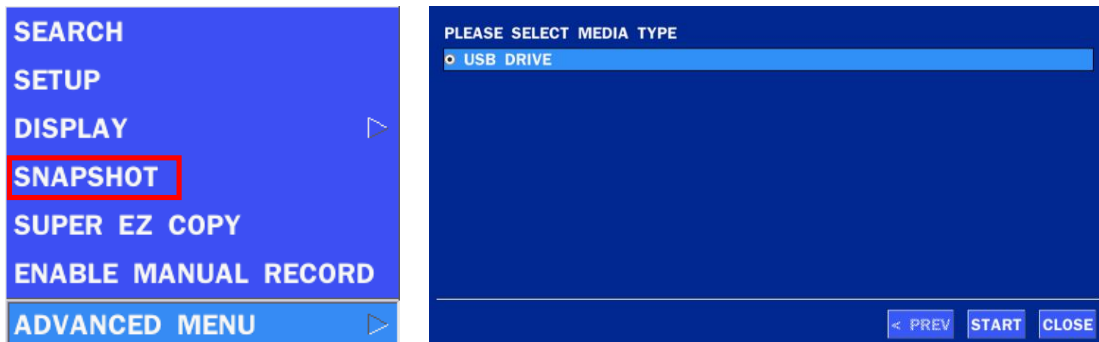 SEARCH
SETUP
DISPLAY
SNAPSHOT
SUPER EZ COPY
ENABLE MANUAL RECORD
ADVANCED MENU
PLEASE SELECT MEDIA TYPE
USB DRIVE
< PREV START CLOSE